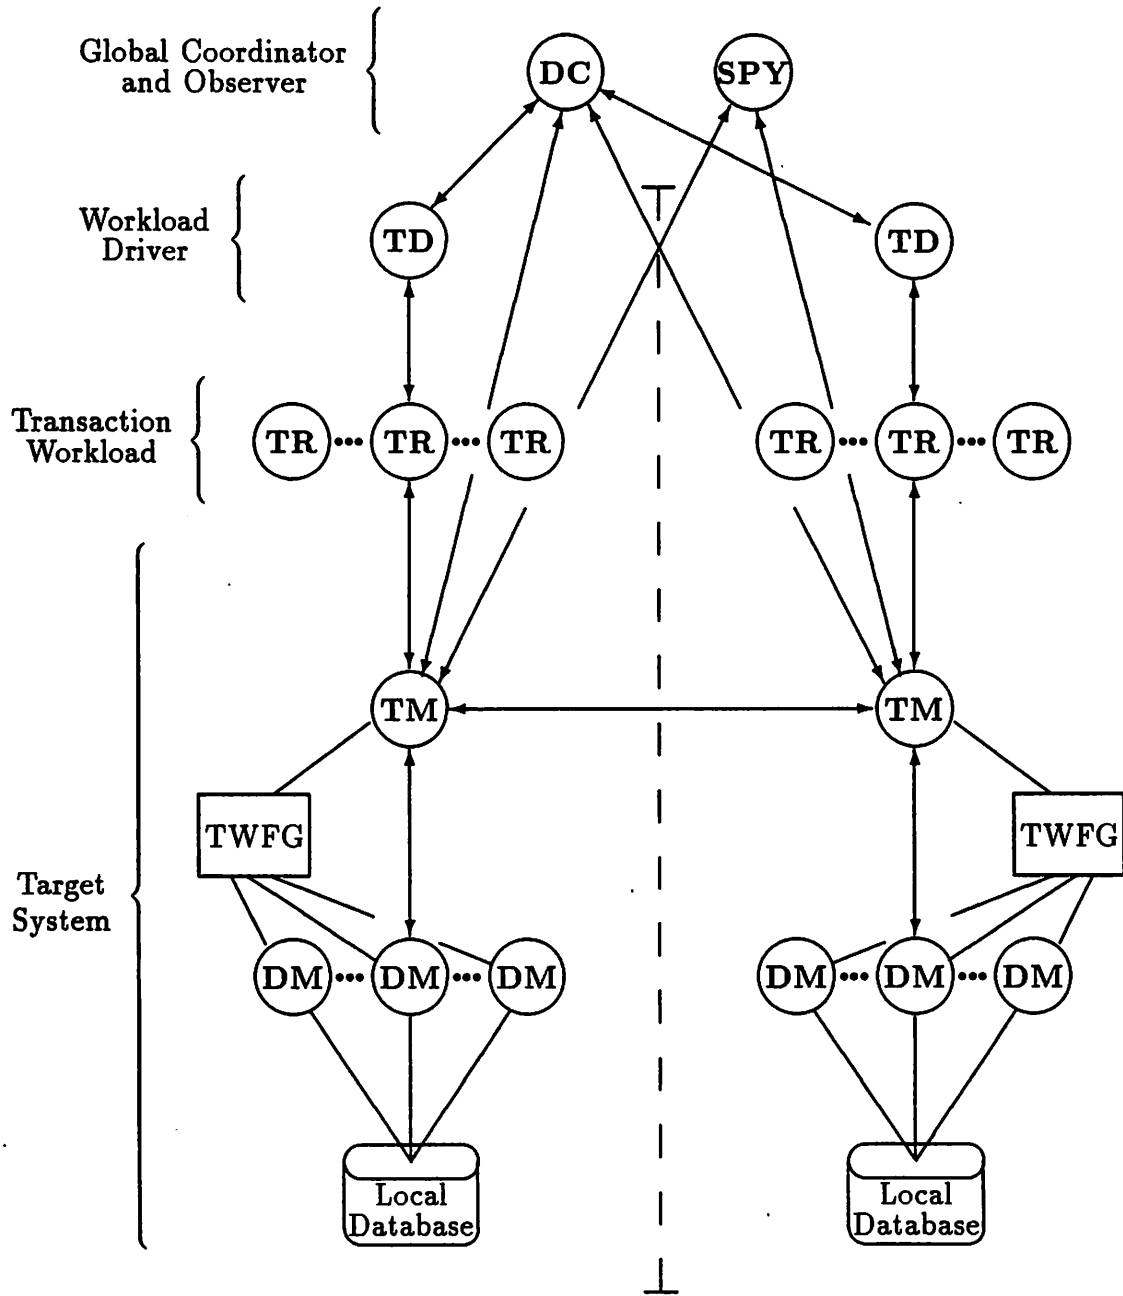 Global Coordinator
and Observer
DC
SPY
Workload
Driver
TD
TD
Transaction
Workload
TR ••• TR ••• TR
TR ••• TR ••• TR
TM
TM
TWFG
TWFG
Target
System
DM ••• DM ••• DM
DM ••• DM ••• DM
Local
Database
Local
Database